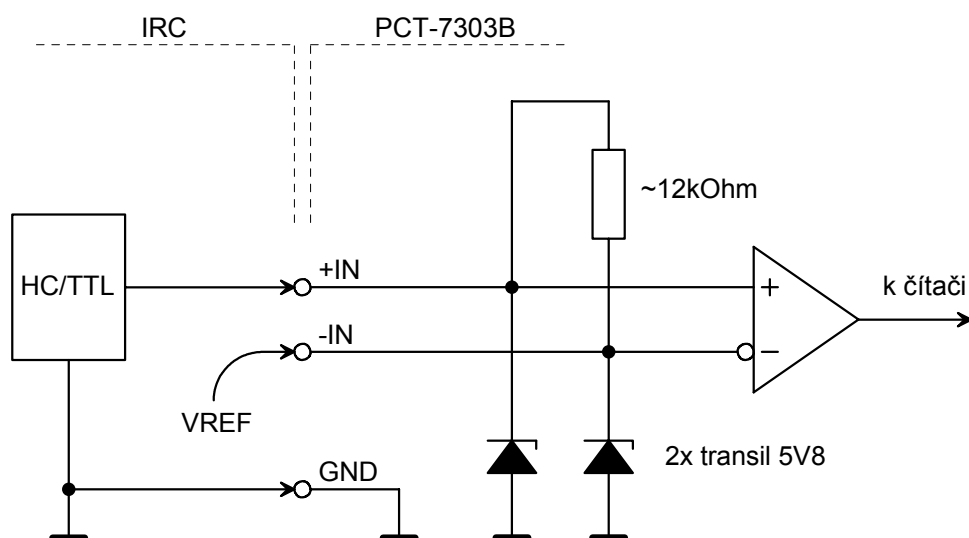 IRC
PCT-7303B
~12kOhm
HC/TTL
+IN
+
k čítači
-IN
−
VREF
2x transil 5V8
GND